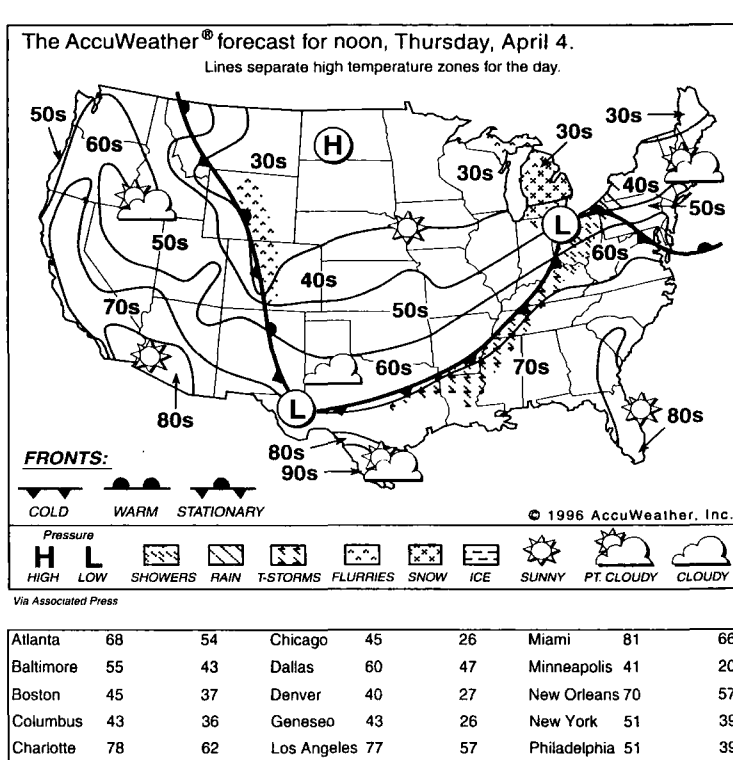 The AccuWeather® forecast for noon, Thursday, April 4.
Lines separate high temperature zones for the day.
50s
60s
30s
H
30s
30s
30s
40s
50s
L
60s
50s
40s
50s
70s
60s
70s
80s
L
80s
90s
80s
FRONTS:
COLD WARM STATIONARY
© 1996 AccuWeather, Inc.
Pressure
H L
HIGH LOW SHOWERS RAIN T-STORMS FLURRIES SNOW ICE SUNNY PT. CLOUDY CLOUDY
Via Associated Press
Atlanta 68 54 Chicago 45 26 Miami 81 66
Baltimore 55 43 Dallas 60 47 Minneapolis 41 20
Boston 45 37 Denver 40 27 New Orleans 70 57
Columbus 43 36 Geneseo 43 26 New York 51 39
Charlotte 78 62 Los Angeles 77 57 Philadelphia 51 39